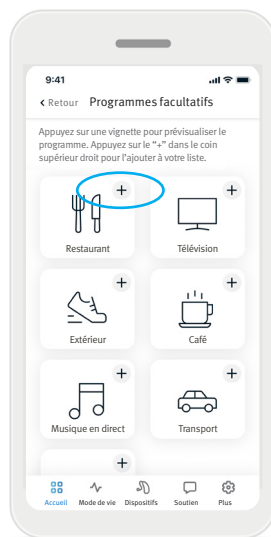 9:41
Retour Programmes facultatifs
Appuyez sur une vignette pour prévisualiser le
programme. Appuyez sur le “+” dans le coin
supérieur droit pour l’ajouter à votre liste.
+ +
Restaurant Télévision
+ +
Extérieur Café
+ +
Musique en direct Transport
+
Accueil Mode de vie Dispositifs Soutien Plus